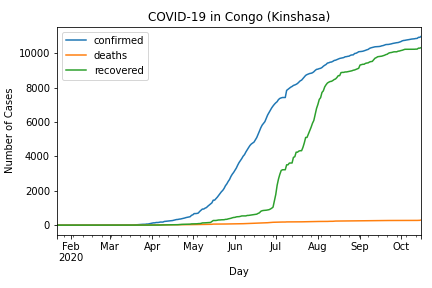 COVID-19 in Congo (Kinshasa)
confirmed
deaths
recovered
Number of Cases
10000
8000
6000
4000
2000
0
Feb Mar Apr May Jun Jul Aug Sep Oct
2020
Day